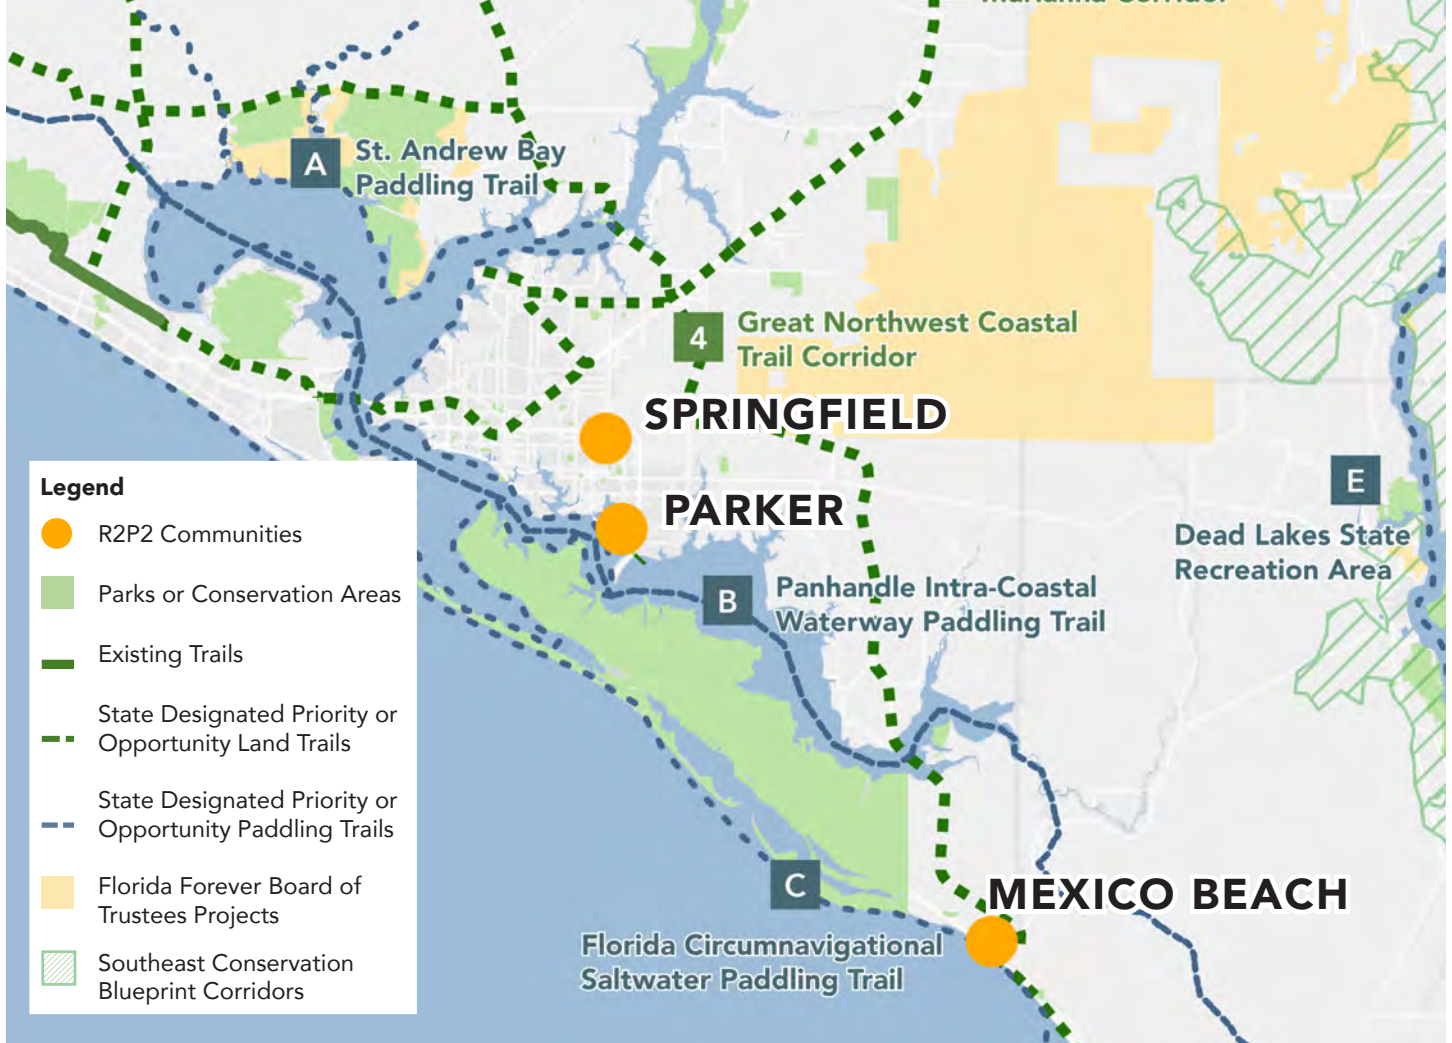 Marianna Corridor
A
St. Andrew Bay
Paddling Trail
4
Great Northwest Coastal
Trail Corridor
SPRINGFIELD
PARKER
E
Dead Lakes State
Recreation Area
B
Panhandle Intra-Coastal
Waterway Paddling Trail
C
MEXICO BEACH
Florida Circumnavigational
Saltwater Paddling Trail
Legend
R2P2 Communities
Parks or Conservation Areas
Existing Trails
State Designated Priority or
Opportunity Land Trails
State Designated Priority or
Opportunity Paddling Trails
Florida Forever Board of
Trustees Projects
Southeast Conservation
Blueprint Corridors